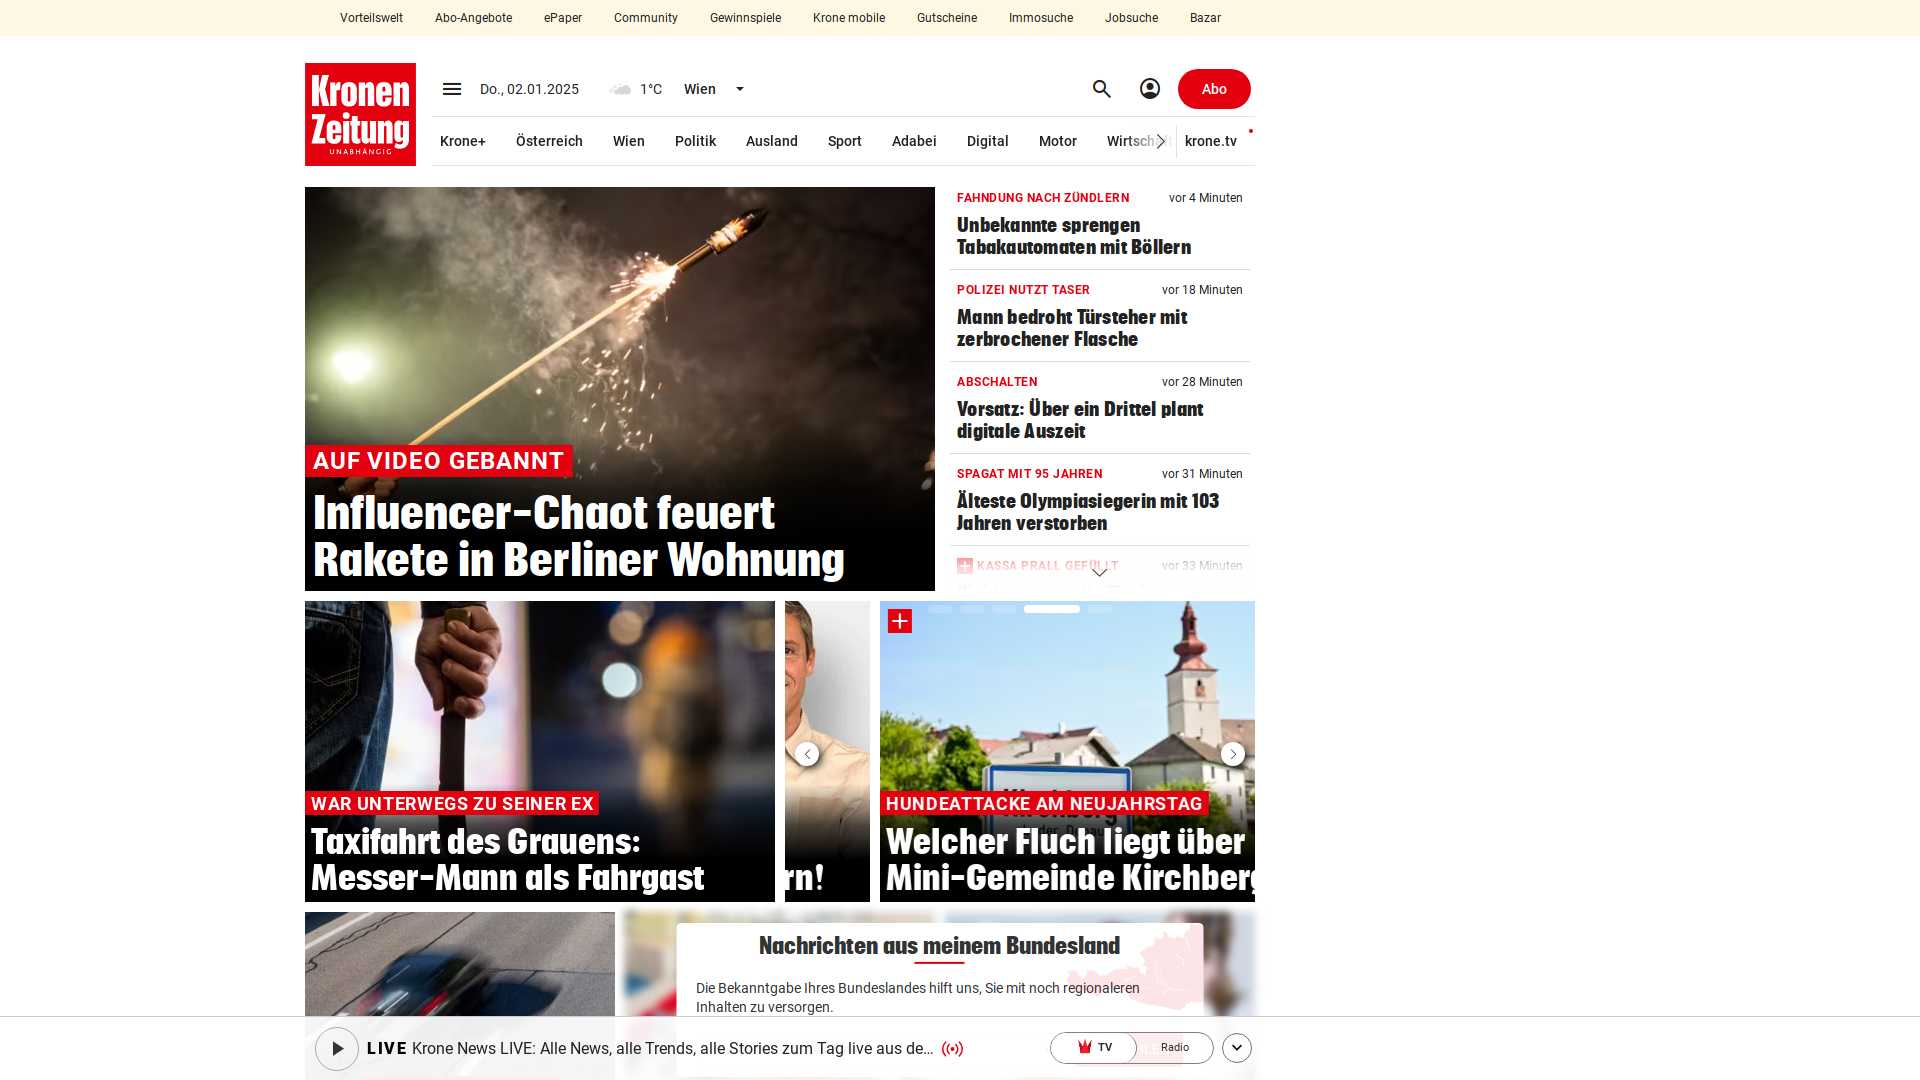 Vorteilswelt Abo-Angebote ePaper Community Gewinnspiele Krone mobile Gutscheine Immosuche Jobsuche Bazar
Kronen
Zeitung
UNABHÄNGIG
Do., 02.01.2025 1°C Wien Abo
Krone+ Österreich Wien Politik Ausland Sport Adabei Digital Motor krone.tv
AUF VIDEO GEBANNT
Influencer-Chaot feuert
Rakete in Berliner Wohnung
FAHNDUNG NACH ZÜNDLERN vor 4 Minuten
Unbekannte sprengen
Tabakautomaten mit Böllern
POLIZEI NUTZT TASER vor 18 Minuten
Mann bedroht Türsteher mit
zerbrochener Flasche
ABSCHALTEN vor 28 Minuten
Vorsatz: Über ein Drittel plant
digitale Auszeit
SPAGAT MIT 95 JAHREN vor 31 Minuten
Älteste Olympiasiegerin mit 103
Jahren verstorben
KASSA PRALL GEFÜLLT vor 33 Minuten
WAR UNTERWEGS ZU SEINER EX
Taxifahrt des Grauens:
Messer-Mann als Fahrgast
rn!
HUNDEATTACKE AM NEUJAHRSTAG
Welcher Fluch liegt über
Mini-Gemeinde Kirchberg
Nachrichten aus meinem Bundesland
Die Bekanntgabe Ihres Bundeslandes hilft uns, Sie mit noch regionaleren
Inhalten zu versorgen.
LIVE Krone News LIVE: Alle News, alle Trends, alle Stories zum Tag live aus de... TV Radio